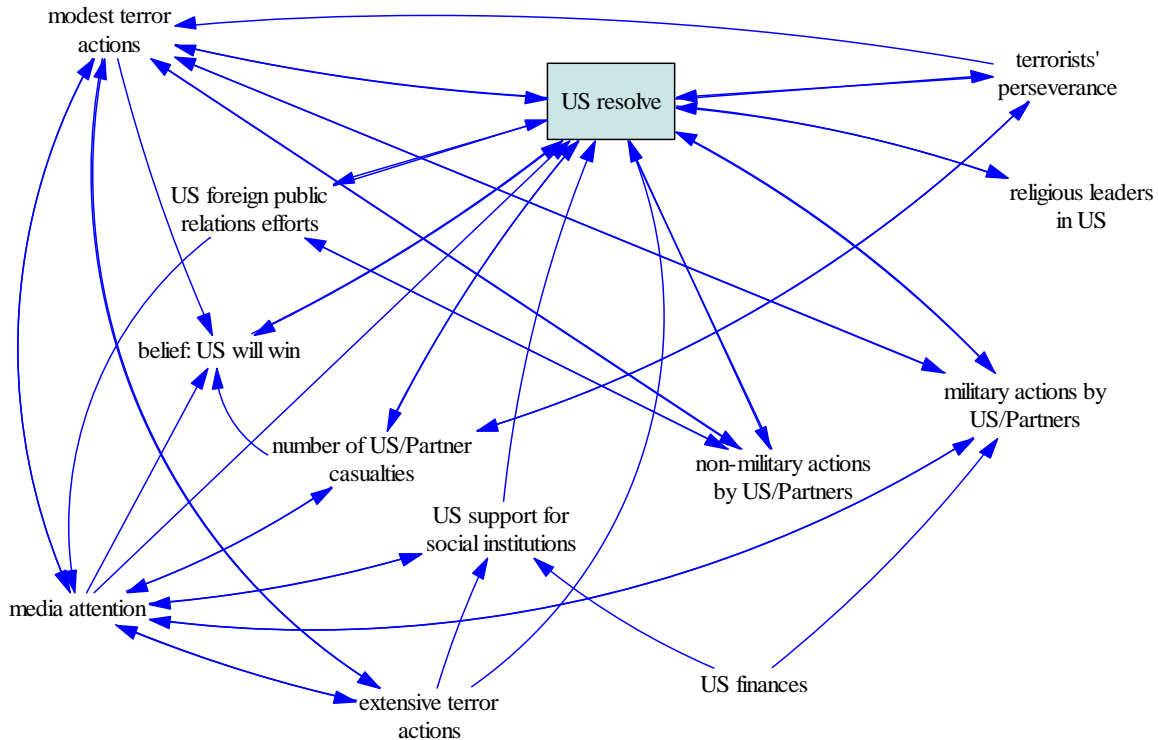 modest terror
actions
terrorists'
perseverance
US resolve
religious leaders
in US
US foreign public
relations efforts
belief: US will win
military actions by
US/Partners
number of US/Partner
casualties
non-military actions
by US/Partners
US support for
social institutions
media attention
US finances
extensive terror
actions